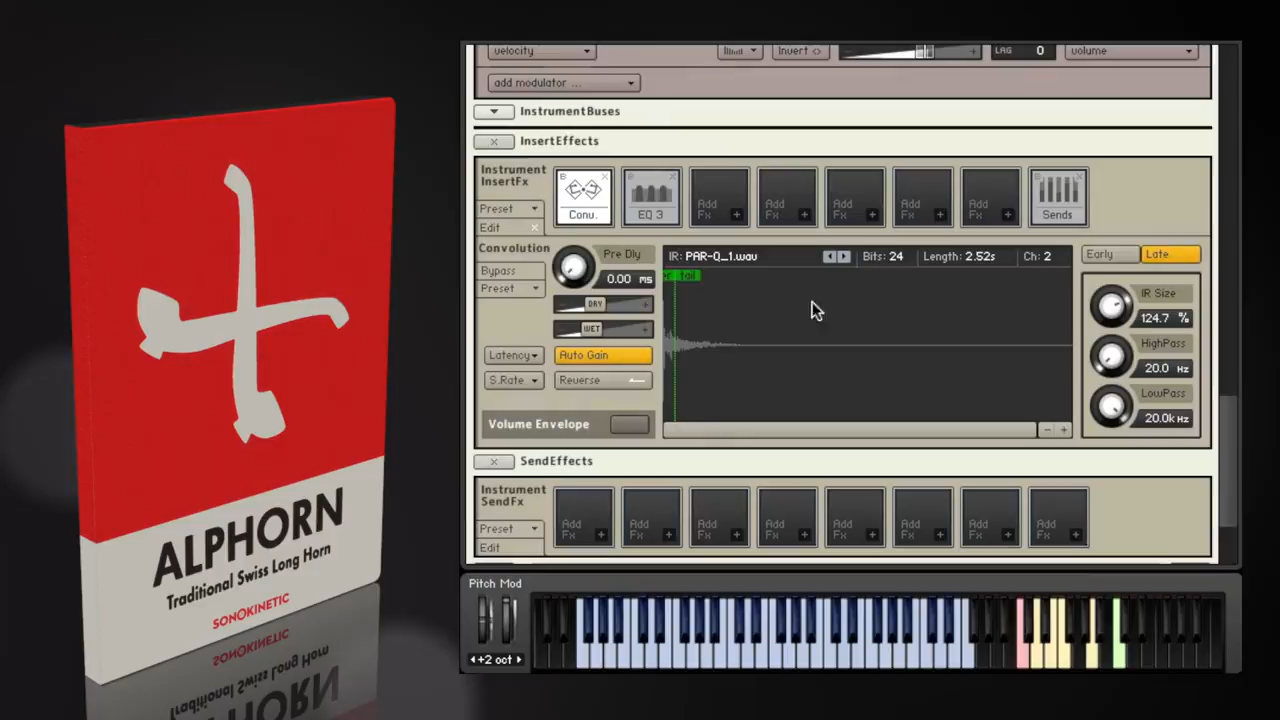 velocity
Invert <>
LAG 0
volume
add modulator ...
InstrumentBuses
InsertEffects
Instrument
InsertFx
Preset
Edit
Conv.
EQ 3
Add
Fx
Add
Fx
Add
Fx
Add
Fx
Add
Fx
Sends
Convolution
Bypass
Preset
Pre Dly
0.00 ms
DRY
WET
Latency
Auto Gain
S.Rate
Reverse
Volume Envelope
IR: PAR-Q_1.wav
Bits: 24
Length: 2.52s
Ch: 2
tail
Early
Late
IR Size
124.7 %
HighPass
20.0 Hz
LowPass
20.0k Hz
SendEffects
Instrument
SendFx
Preset
Edit
Add
Fx
Add
Fx
Add
Fx
Add
Fx
Add
Fx
Add
Fx
Add
Fx
Add
Fx
Pitch Mod
+2 oct
ALPHORN
Traditional Swiss Long Horn
SONOKINETIC